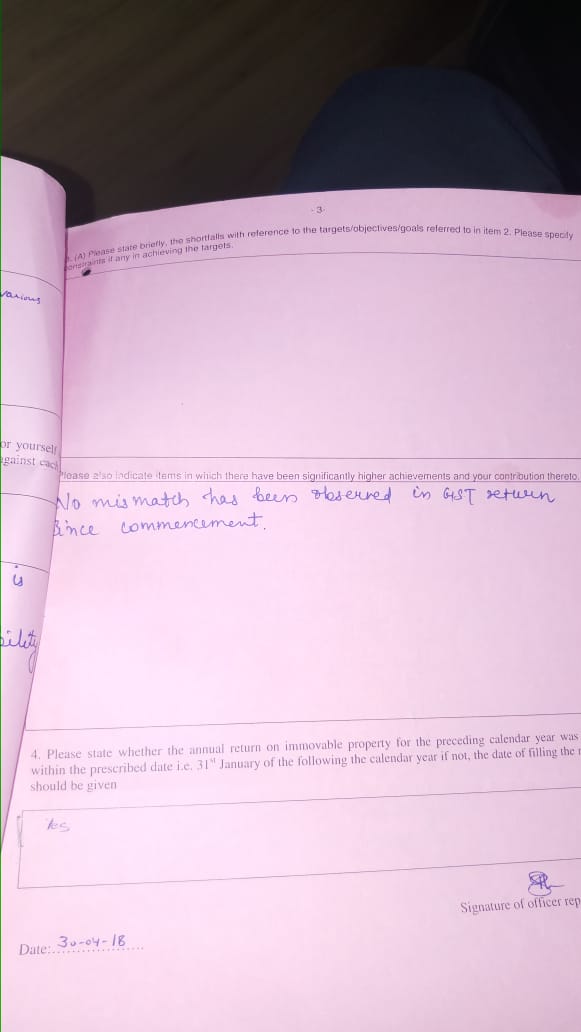 - 3-
3. (A) Please state briefly, the shortfalls with reference to the targets/objectives/goals referred to in item 2. Please specify
constraints if any in achieving the targets.
various
or yourself
against each
Please also indicate items in which there have been significantly higher achievements and your contribution thereto.
No mismatch has been observed in GST return
since commencement.
is
bility
4. Please state whether the annual return on immovable property for the preceding calendar year was
within the prescribed date i.e. 31st January of the following the calendar year if not, the date of filling the r
should be given
Yes
Signature of officer rep
Date: 30-04-18